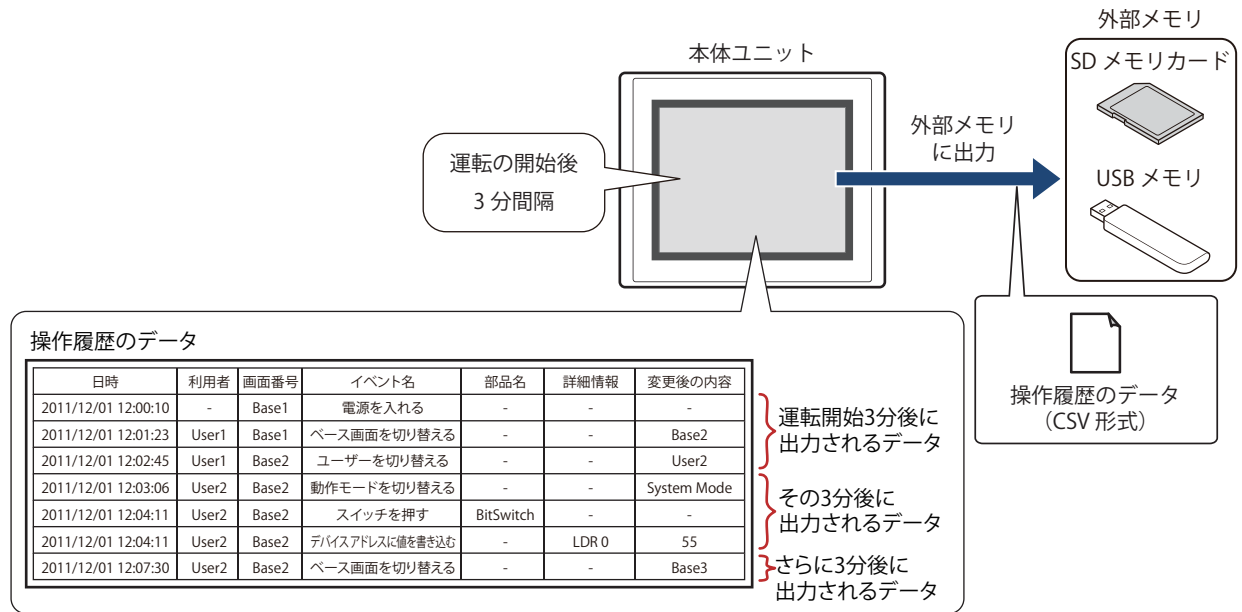 外部メモリ
本体ユニット
SD メモリカード
外部メモリ
に出力
USB メモリ
運転の開始後
3 分間隔
操作履歴のデータ
(CSV 形式)
操作履歴のデータ
日時 利用者 画面番号 イベント名 部品名 詳細情報 変更後の内容
2011/12/01 12:00:10 - Base1 電源を入れる - - -
2011/12/01 12:01:23 User1 Base1 ベース画面を切り替える - - Base2
2011/12/01 12:02:45 User1 Base2 ユーザーを切り替える - - User2
2011/12/01 12:03:06 User2 Base2 動作モードを切り替える - - System Mode
2011/12/01 12:04:11 User2 Base2 スイッチを押す BitSwitch - -
2011/12/01 12:04:11 User2 Base2 デバイスアドレスに値を書き込む - LDR 0 55
2011/12/01 12:07:30 User2 Base2 ベース画面を切り替える - - Base3
運転開始3分後に
出力されるデータ
その3分後に
出力されるデータ
さらに3分後に
出力されるデータ